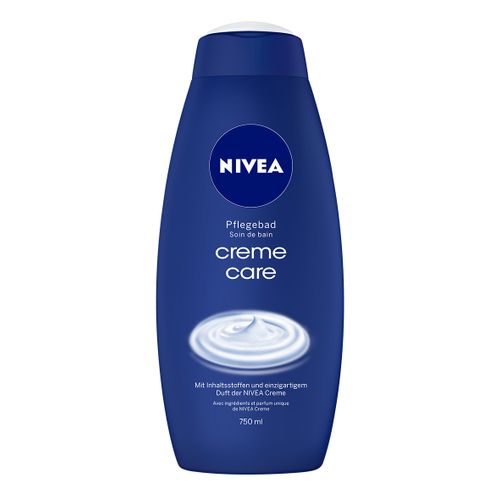 NIVEA
Pflegebad
Soin de bain
creme
care
Mit Inhaltsstoffen und einzigartigem
Duft der NIVEA Creme
Avec ingrédients et parfum unique
de NIVEA Creme
750 ml